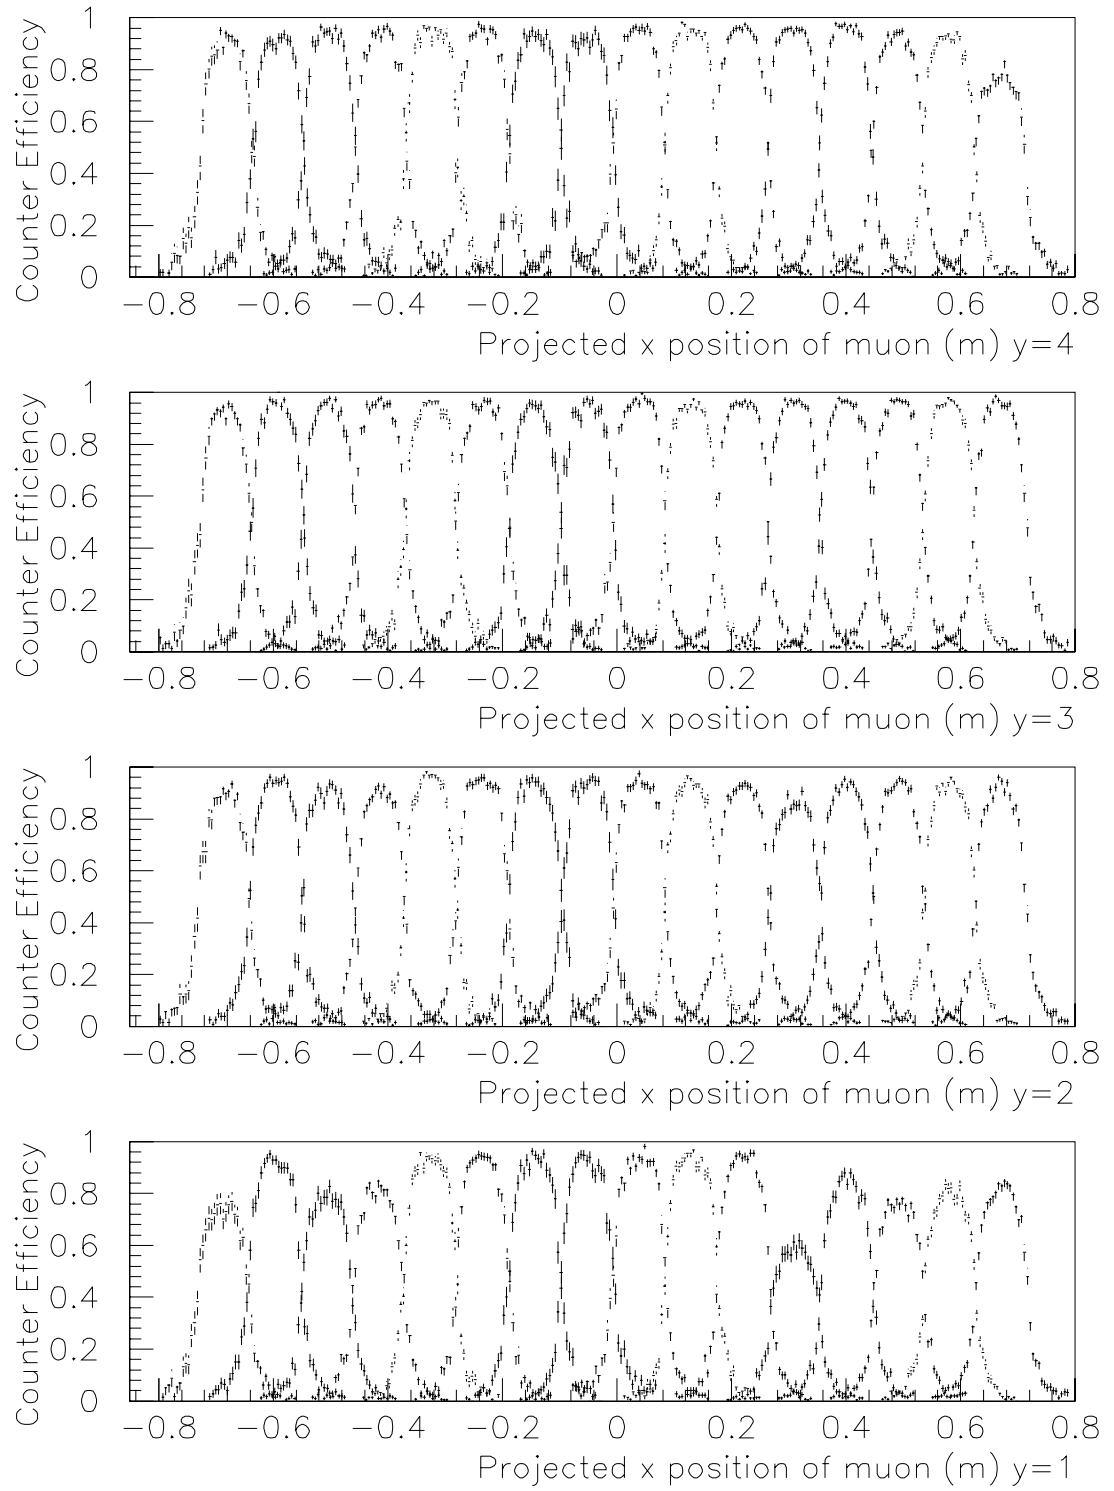 Counter Efficiency
1
0.8
0.6
0.4
0.2
0
−0.8 −0.6 −0.4 −0.2 0 0.2 0.4 0.6 0.8
Projected x position of muon (m) y=4
Counter Efficiency
1
0.8
0.6
0.4
0.2
0
−0.8 −0.6 −0.4 −0.2 0 0.2 0.4 0.6 0.8
Projected x position of muon (m) y=3
Counter Efficiency
1
0.8
0.6
0.4
0.2
0
−0.8 −0.6 −0.4 −0.2 0 0.2 0.4 0.6 0.8
Projected x position of muon (m) y=2
Counter Efficiency
1
0.8
0.6
0.4
0.2
0
−0.8 −0.6 −0.4 −0.2 0 0.2 0.4 0.6 0.8
Projected x position of muon (m) y=1